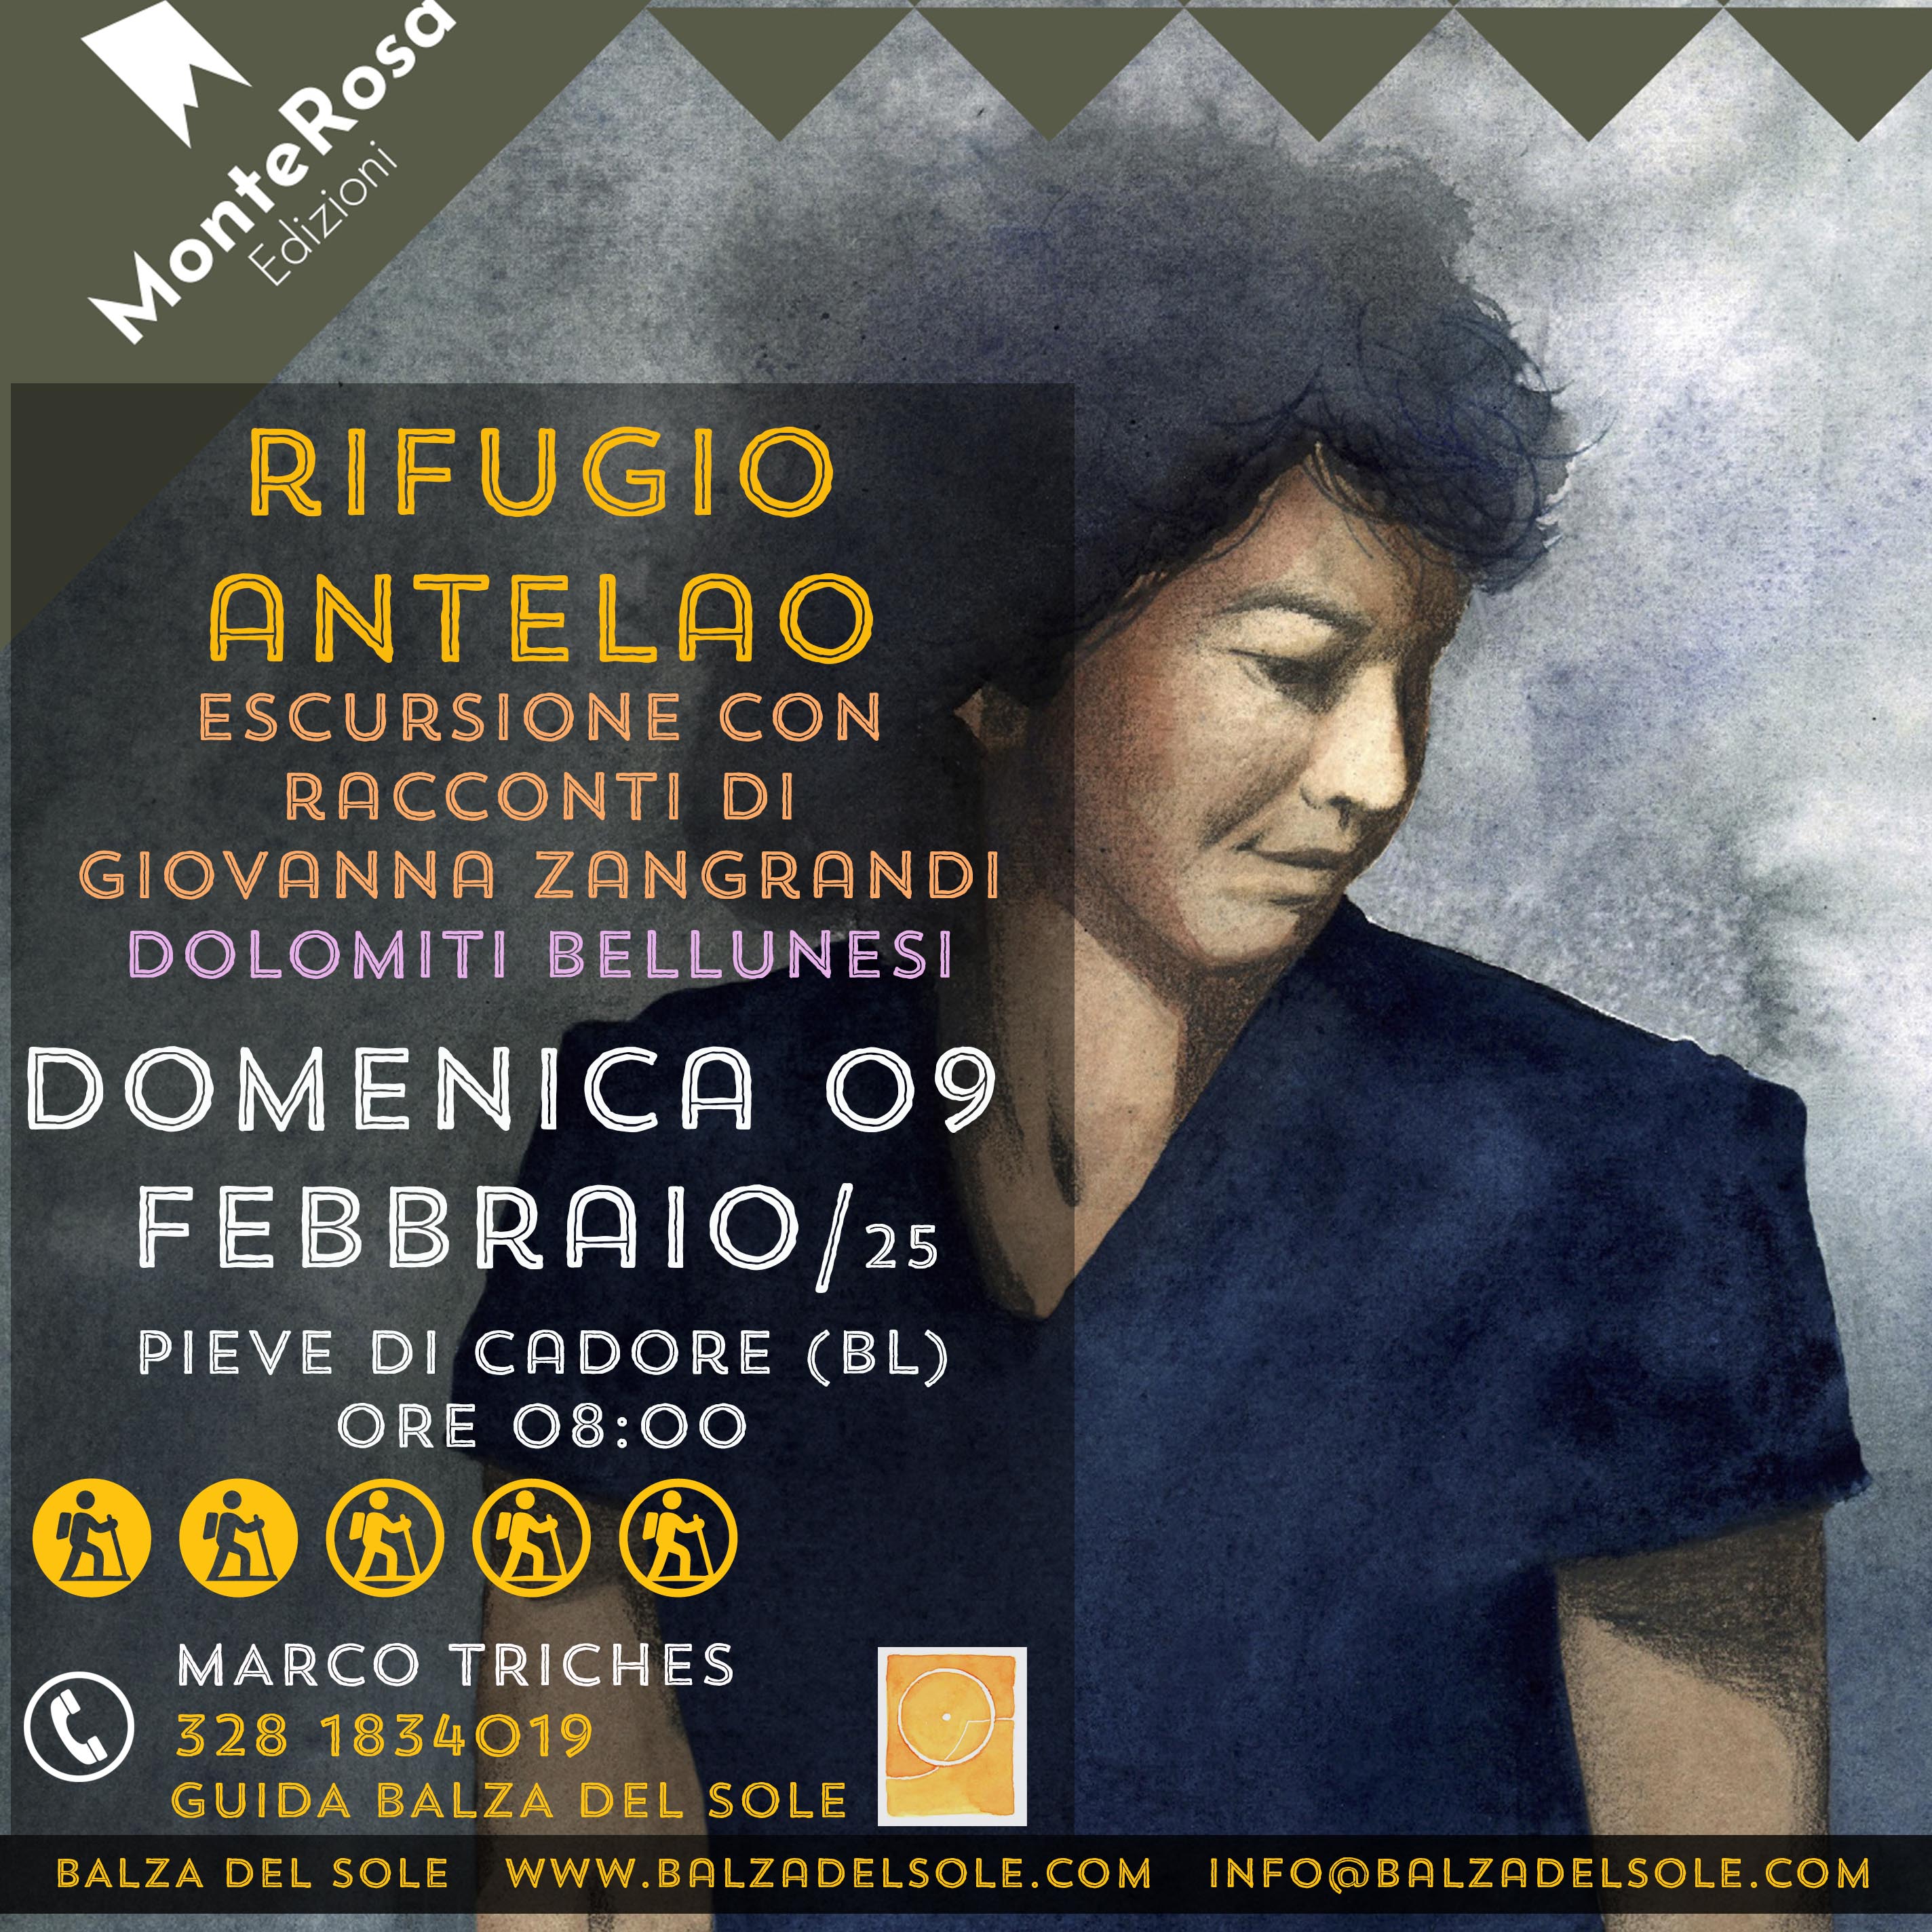 MonteRosa
Edizioni
RIFUGIO
ANTELAO
ESCURSIONE CON
RACCONTI DI
GIOVANNA ZANGRANDI
DOLOMITI BELLUNESI
DOMENICA 09
FEBBRAIO/25
PIEVE DI CADORE (BL)
ORE 08:00
MARCO TRICHES
328 1834019
GUIDA BALZA DEL SOLE
BALZA DEL SOLE WWW.BALZADELSOLE.COM INFO@BALZADELSOLE.COM